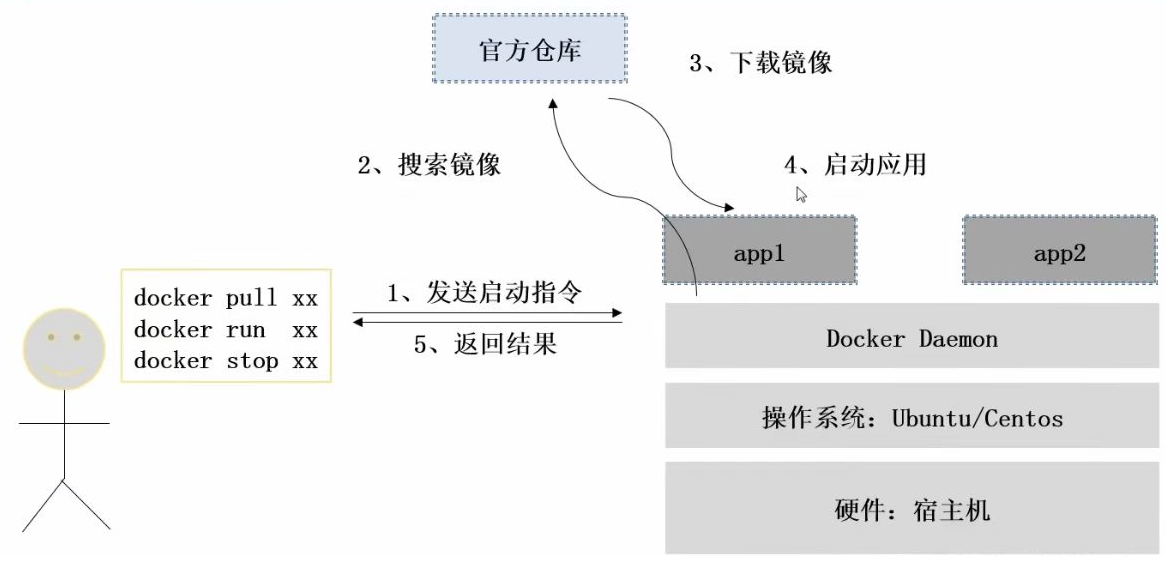 官方仓库
3、下载镜像
2、搜索镜像
4、启动应用
app1
app2
docker pull xx
docker run  xx
docker stop xx
1、发送启动指令
5、返回结果
Docker Daemon
操作系统：Ubuntu/Centos
硬件：宿主机